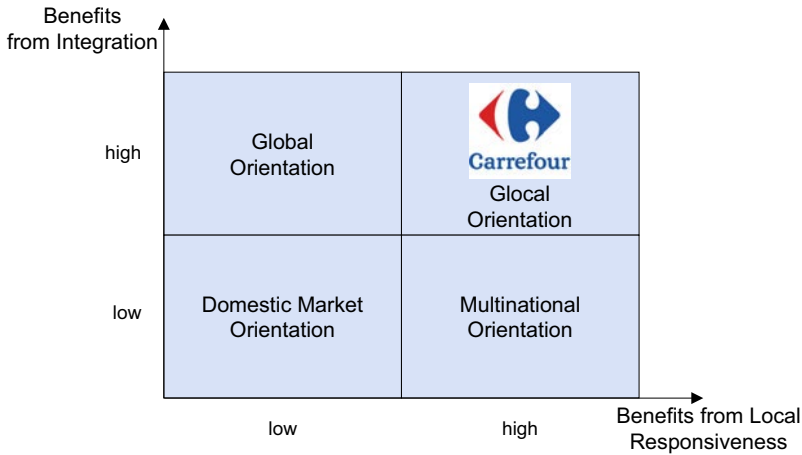 Benefits
from Integration
high
Global
Orientation
Carrefour
Glocal
Orientation
low
Domestic Market
Orientation
Multinational
Orientation
low
high
Benefits from Local
Responsiveness